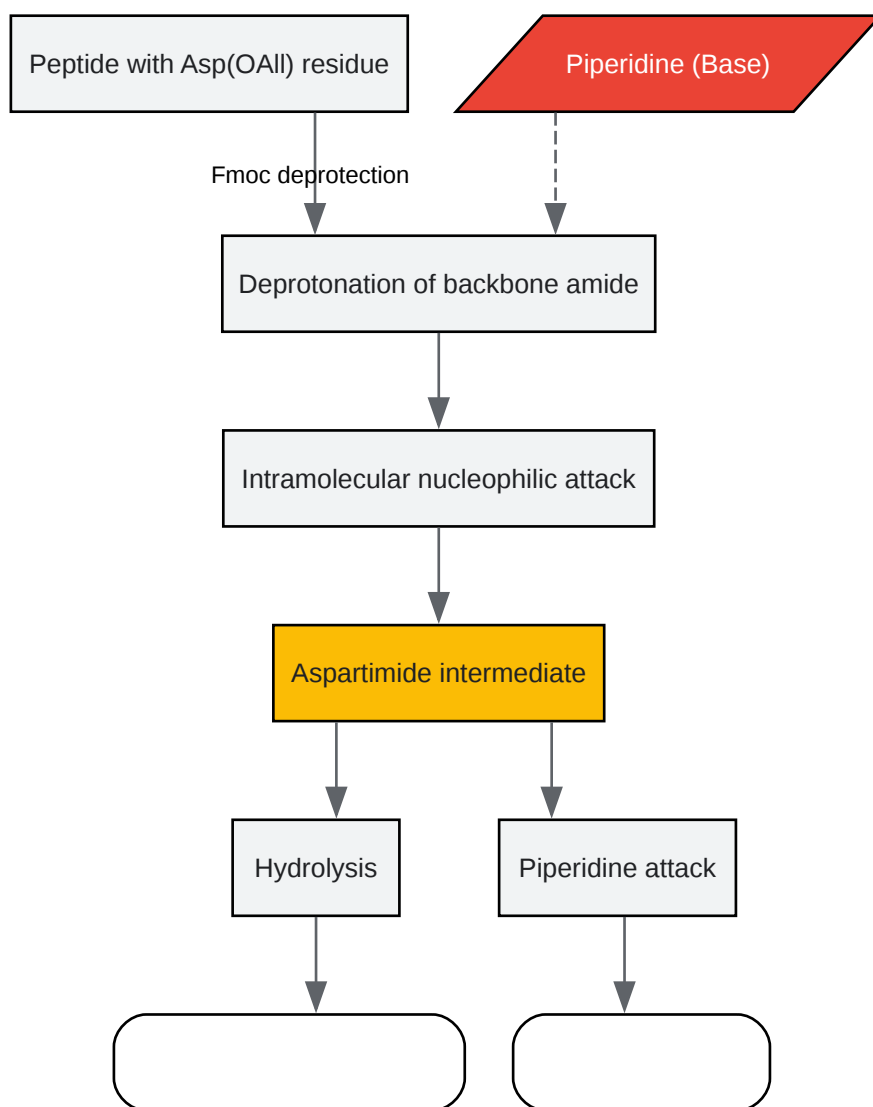 Peptide with Asp(OAll) residue
Piperidine (Base)
Fmoc deprotection
Deprotonation of backbone amide
Intramolecular nucleophilic attack
Aspartimide intermediate
Hydrolysis
Piperidine attack